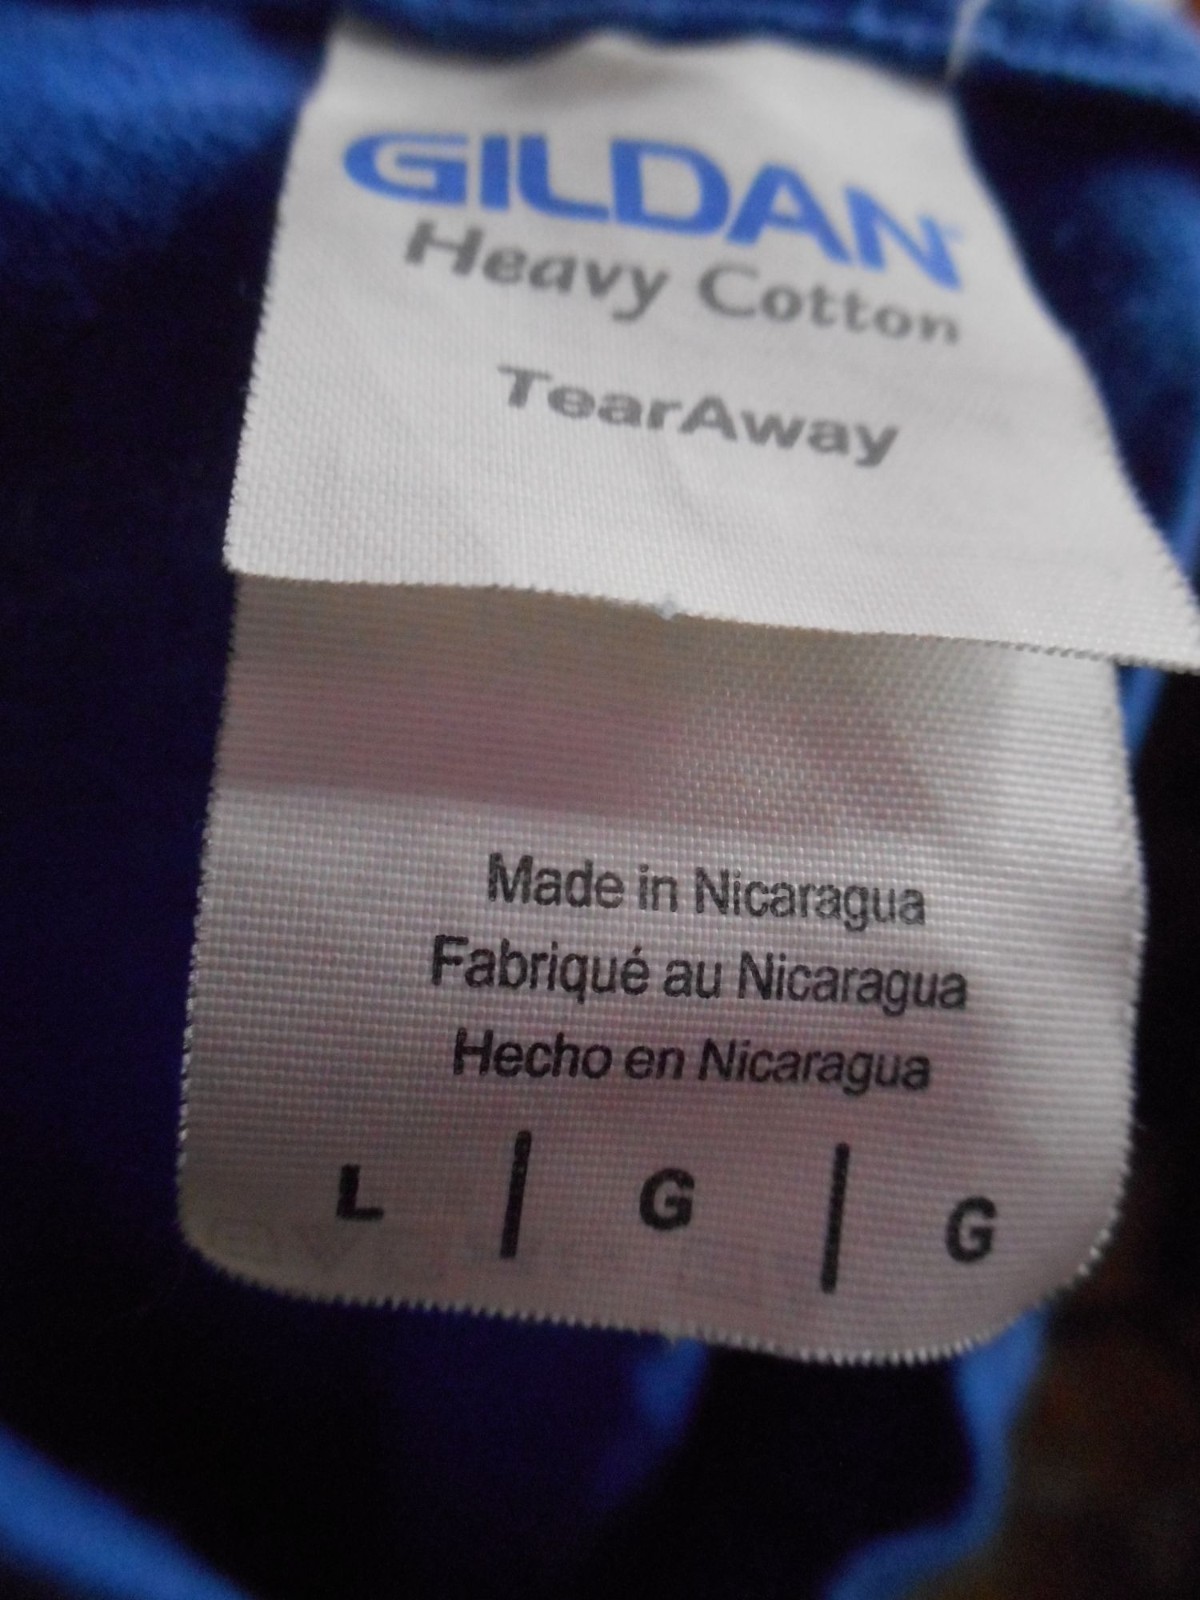 GILDAN
Heavy Cotton
TearAway
Made in Nicaragua
Fabriqué au Nicaragua
Hecho en Nicaragua
L | G | G